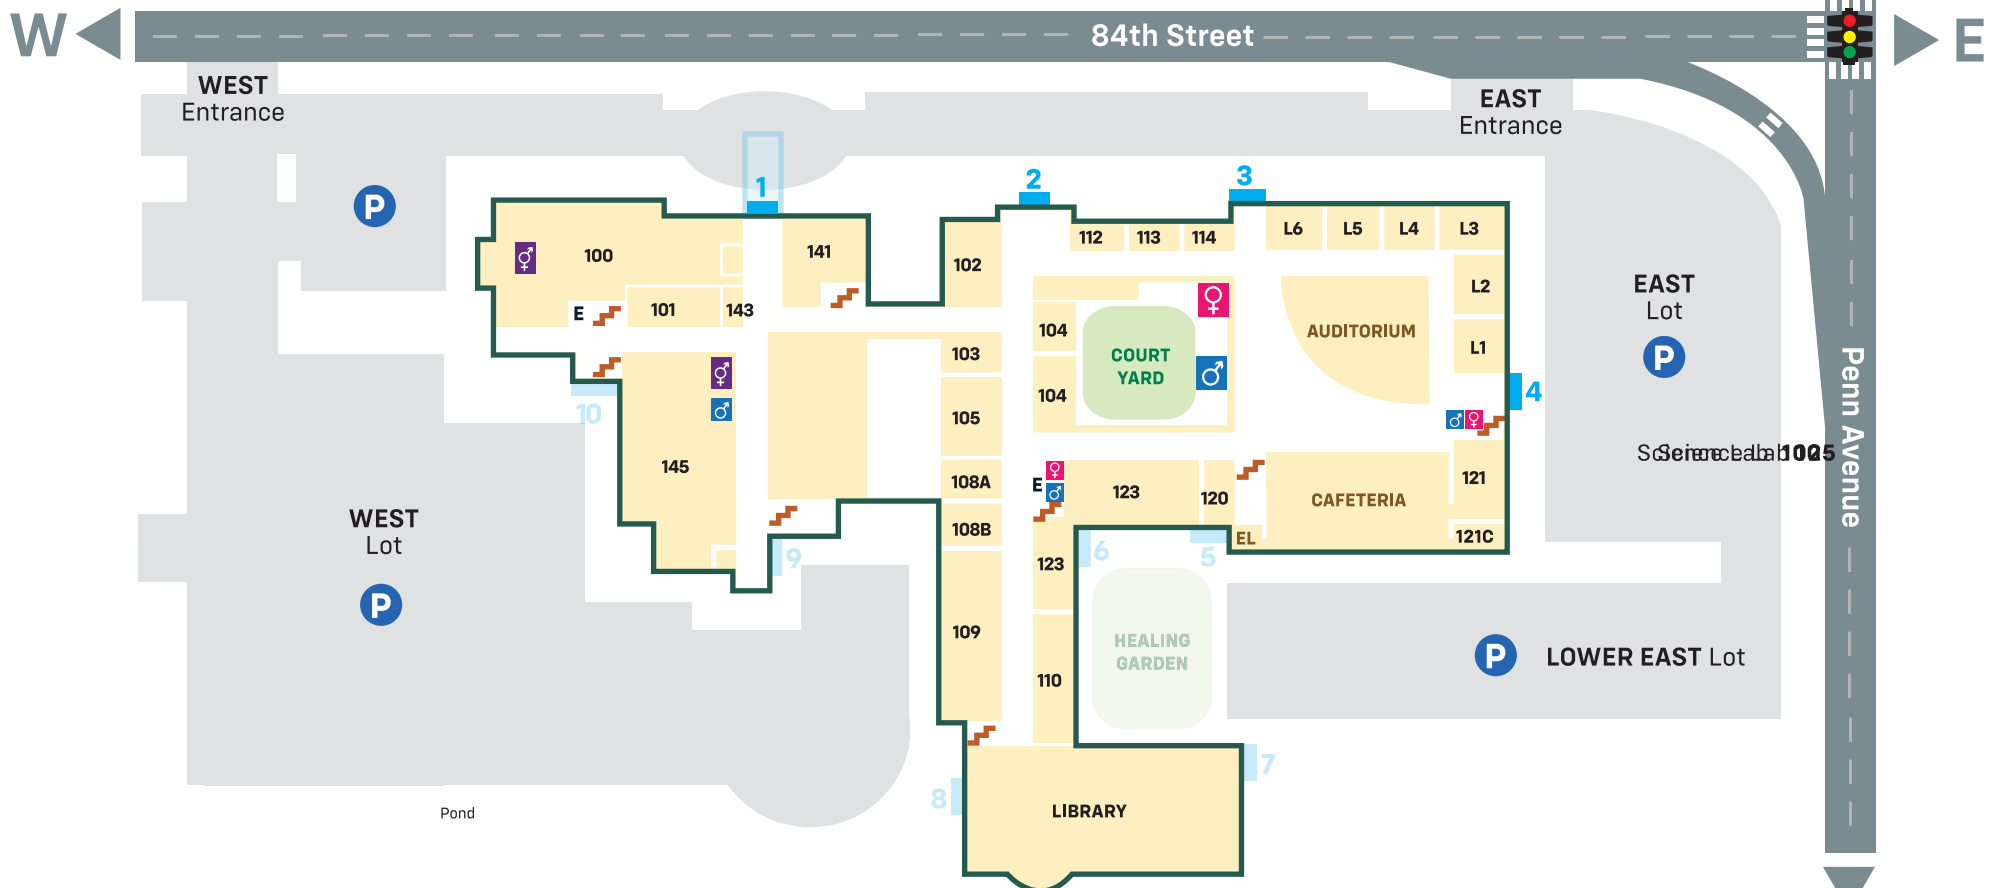 W
84th Street
E
WEST
Entrance
EAST
Entrance
P
1
2
3
100
141
102
112
113
114
L6
L5
L4
L3
L2
L1
E
101
143
104
104
COURT
YARD
AUDITORIUM
EAST
Lot
P
4
103
105
10
145
108A
108B
E
123
120
CAFETERIA
121
121C
EL
Penn Avenue
WEST
Lot
P
9
6
5
123
109
110
HEALING
GARDEN
P
LOWER EAST Lot
7
8
LIBRARY
Pond